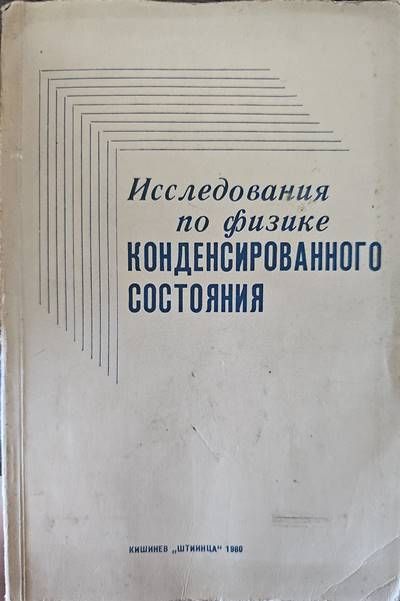 Исследования
по физике
КОНДЕНСИРОВАННОГО
СОСТОЯНИЯ
КИШИНЕВ „ШТИИНЦА" 1980